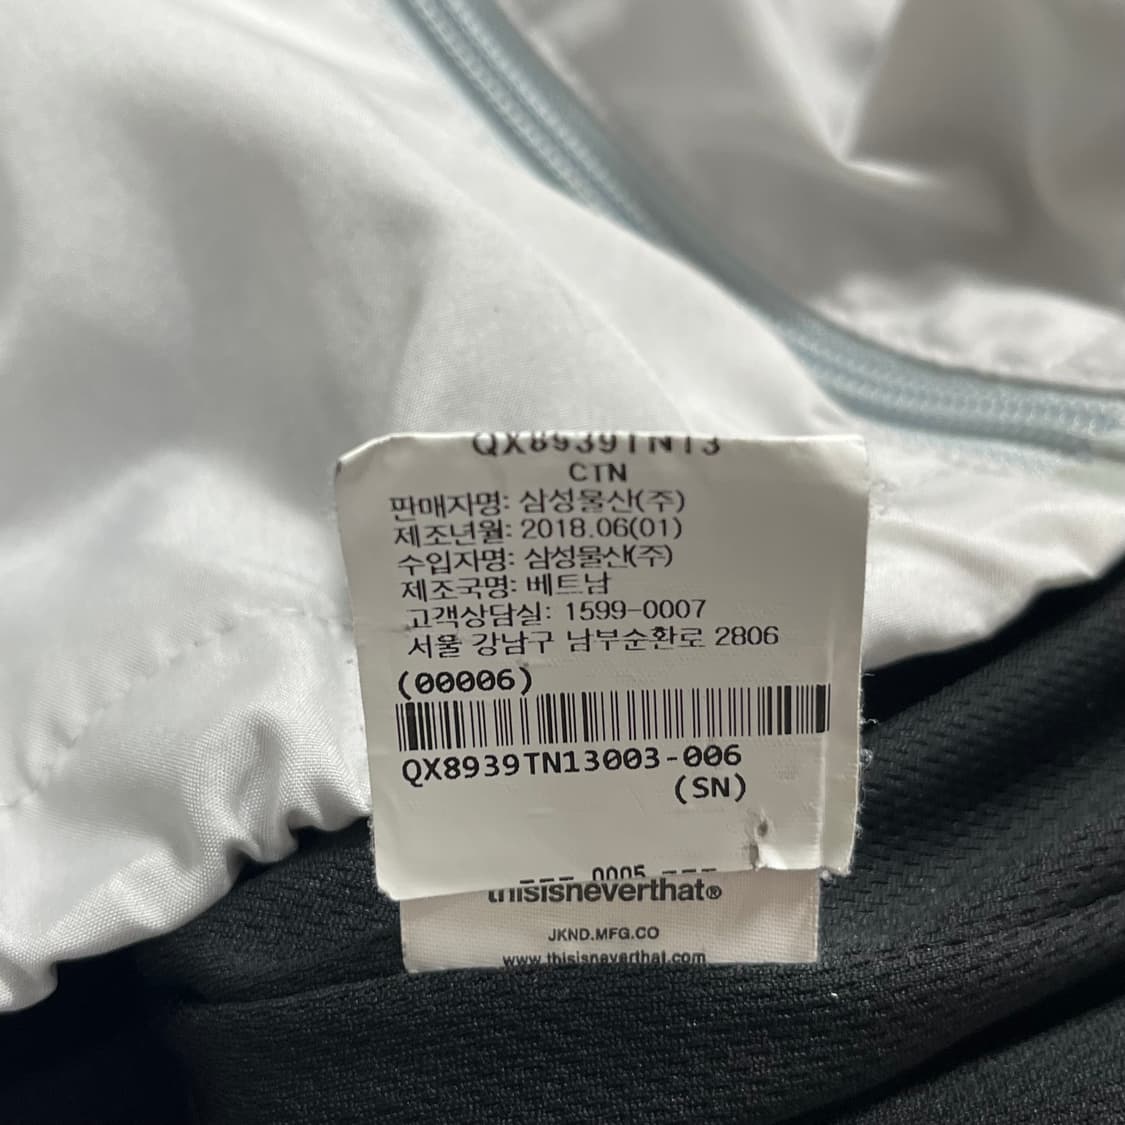 QX8939TN13
CTN
판매자명: 삼성물산(주)
제조년월: 2018.06(01)
수입자명: 삼성물산(주)
제조국명: 베트남
고객상담실: 1599-0007
서울 강남구 남부순환로 2806
(00006)
QX8939TN13003-006
(SN)
--- 0005 ---
thisisneverthat®
JKND.MFG.CO
www.thisisneverthat.com